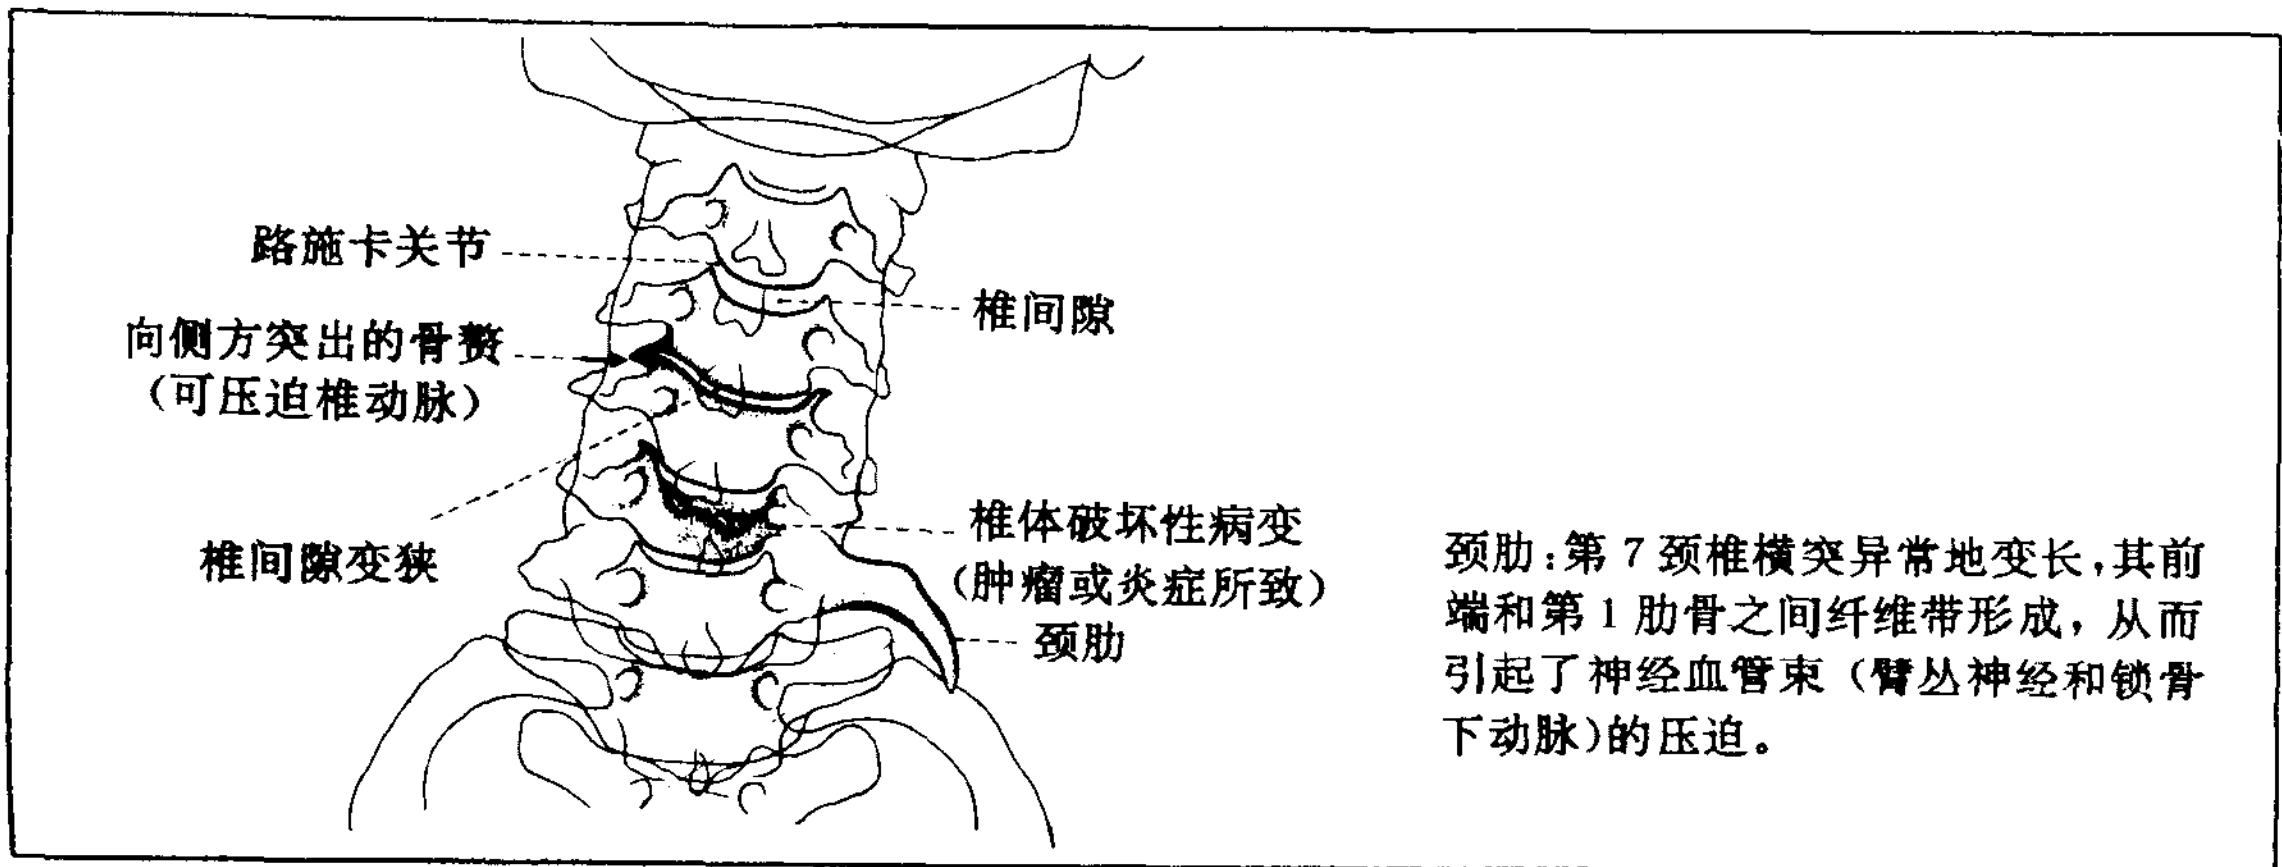 路施卡关节
椎间隙
向侧方突出的骨赘
（可压迫椎动脉）
椎间隙变狭
椎体破坏性病变
（肿瘤或炎症所致）
颈肋
颈肋：第7颈椎横突异常地变长，其前
端和第1肋骨之间纤维带形成，从而
引起了神经血管束（臂丛神经和锁骨
下动脉）的压迫。